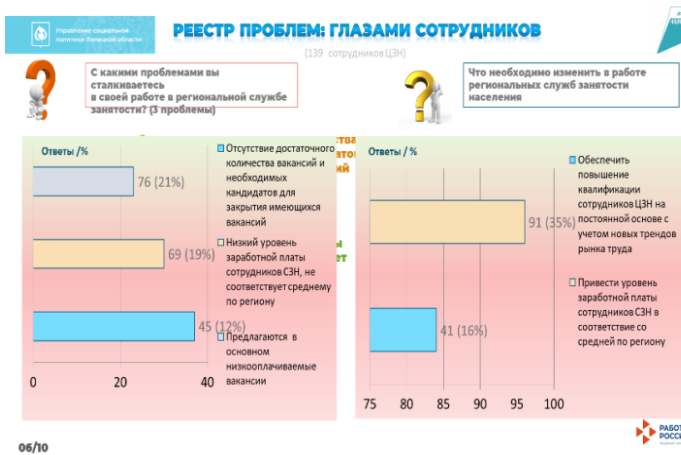 Управление социальной
политики Липецкой области
РЕЕСТР ПРОБЛЕМ: ГЛАЗАМИ СОТРУДНИКОВ
(139 сотрудников ЦЗН)
С какими проблемами вы
сталкиваетесь
в своей работе в региональной службе
занятости? (3 проблемы)
Что необходимо изменить в работе
региональных служб занятости
населения
Ответы /%
76 (21%)
69 (19%)
45 (12%)
0 20 40
Отсутствие достаточного
количества вакансий и
необходимых
кандидатов для
закрытия имеющихся
вакансий
Низкий уровень
заработной платы
сотрудников СЗН, не
соответствует среднему
по региону
Предлагаются в
основном
низкооплачиваемые
вакансии
Ответы / %
91 (35%)
41 (16%)
75 80 85 90 95 100
Обеспечить
повышение
квалификации
сотрудников ЦЗН на
постоянной основе с
учетом новых трендов
рынка труда
Привести уровень
заработной платы
сотрудников СЗН в
соответствие со
средней по региону
06/10